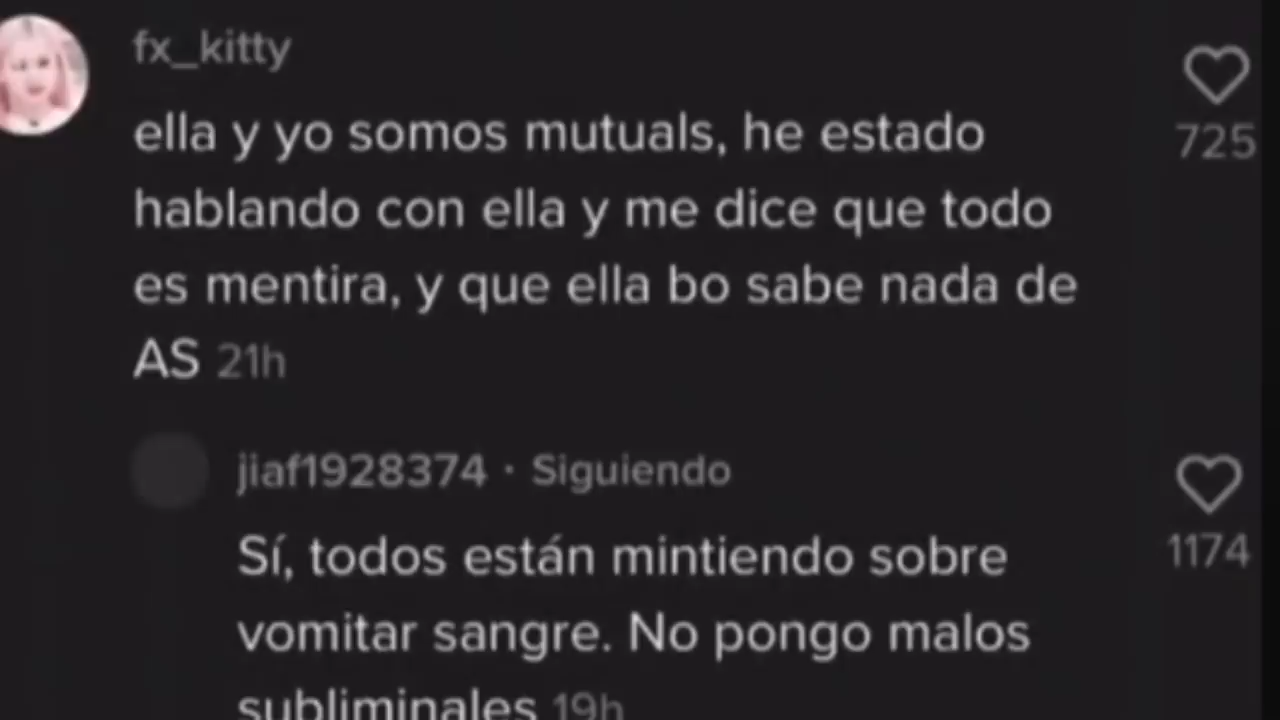 fx_kitty
ella y yo somos mutuals, he estado
hablando con ella y me dice que todo
es mentira, y que ella bo sabe nada de
AS 21h
725
jiaf1928374 · Siguiendo
Sí, todos están mintiendo sobre
vomitar sangre. No pongo malos
subliminales 19h
1174